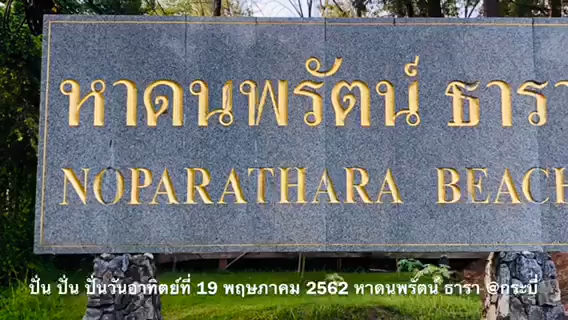 หาดนพรัตน์ ธารา
NOPARATHARA BEACH
ปั่น ปั่น ปั่นวันอาทิตย์ที่ 19 พฤษภาคม 2562 หาดนพรัตน์ ธารา @กระบี่